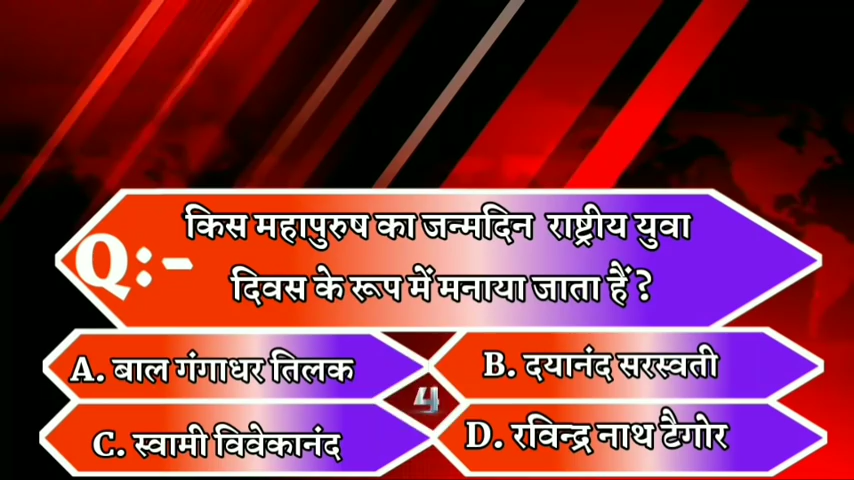 Q:-
किस महापुरुष का जन्मदिन राष्ट्रीय युवा
दिवस के रूप में मनाया जाता हैं?
A. बाल गंगाधर तिलक
B. दयानंद सरस्वती
4
C. स्वामी विवेकानंद
D. रविन्द्र नाथ टैगोर